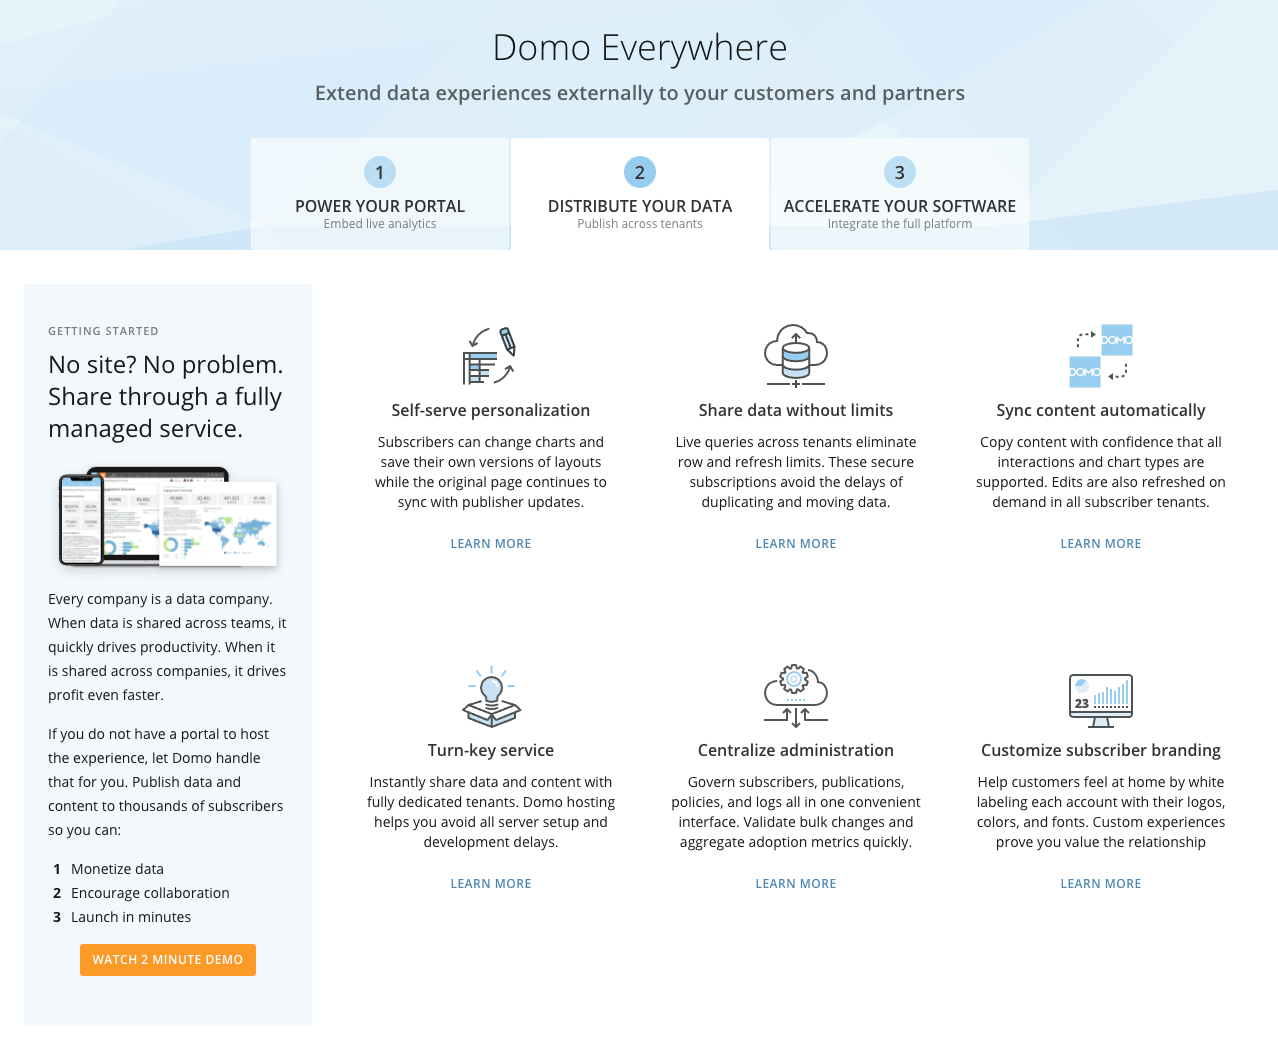 Domo Everywhere
Extend data experiences externally to your customers and partners
1
POWER YOUR PORTAL
Embed live analytics
2
DISTRIBUTE YOUR DATA
Publish across tenants
3
ACCELERATE YOUR SOFTWARE
Integrate the full platform
GETTING STARTED
No site? No problem.
Share through a fully
managed service.
Every company is a data company.
When data is shared across teams, it
quickly drives productivity. When it
is shared across companies, it drives
profit even faster.
If you do not have a portal to host
the experience, let Domo handle
that for you. Publish data and
content to thousands of subscribers
so you can:
1 Monetize data
2 Encourage collaboration
3 Launch in minutes
WATCH 2 MINUTE DEMO
Self-serve personalization
Subscribers can change charts and
save their own versions of layouts
while the original page continues to
sync with publisher updates.
LEARN MORE
Share data without limits
Live queries across tenants eliminate
row and refresh limits. These secure
subscriptions avoid the delays of
duplicating and moving data.
LEARN MORE
DOMO
DOMO
Sync content automatically
Copy content with confidence that all
interactions and chart types are
supported. Edits are also refreshed on
demand in all subscriber tenants.
LEARN MORE
Turn-key service
Instantly share data and content with
fully dedicated tenants. Domo hosting
helps you avoid all server setup and
development delays.
LEARN MORE
Centralize administration
Govern subscribers, publications,
policies, and logs all in one convenient
interface. Validate bulk changes and
aggregate adoption metrics quickly.
LEARN MORE
23
Customize subscriber branding
Help customers feel at home by white
labeling each account with their logos,
colors, and fonts. Custom experiences
prove you value the relationship
LEARN MORE